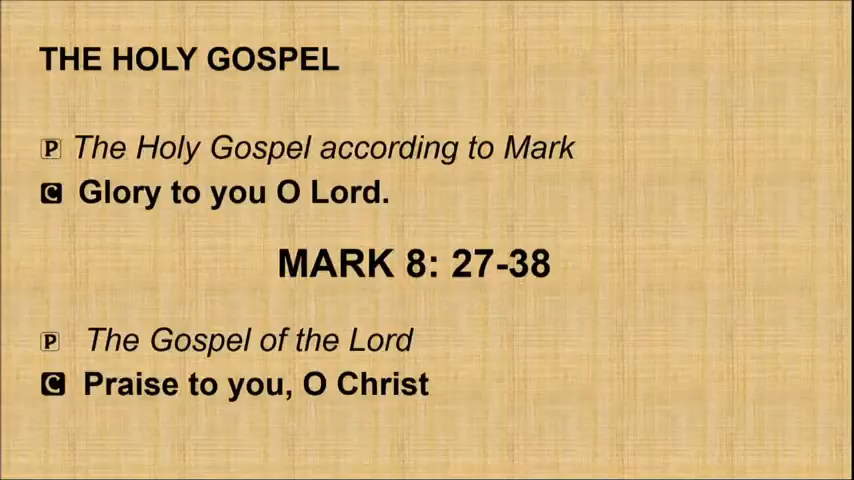 THE HOLY GOSPEL
P The Holy Gospel according to Mark
C Glory to you O Lord.
MARK 8: 27-38
P The Gospel of the Lord
C Praise to you, O Christ